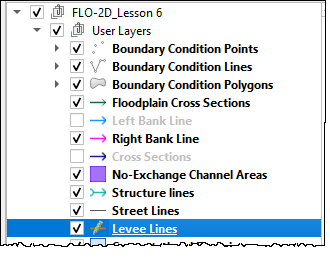 FLO-2D_Lesson 6
User Layers
Boundary Condition Points
Boundary Condition Lines
Boundary Condition Polygons
Floodplain Cross Sections
Left Bank Line
Right Bank Line
Cross Sections
No-Exchange Channel Areas
Structure lines
Street Lines
Levee Lines